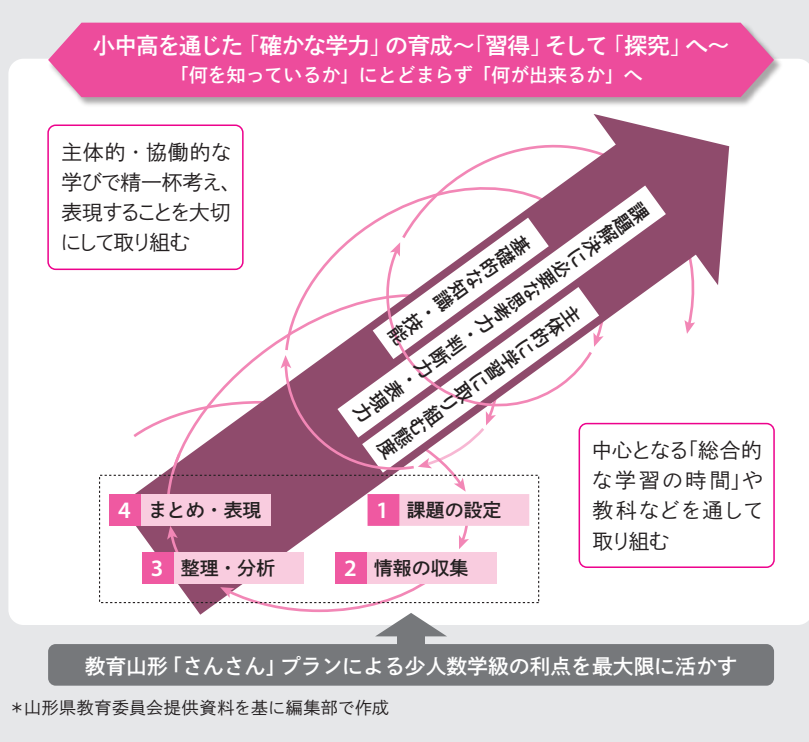 小中高を通じた「確かな学力」の育成～「習得」そして「探究」へ～
「何を知っているか」にとどまらず「何が出来るか」へ
主体的・協働的な
学びで精一杯考え、
表現することを大切
にして取り組む
基礎的な知識・技能
課題解決に必要な思考力・判断力・表現力
主体的に学習に取り組む態度
中心となる「総合的
な学習の時間」や
教科などを通して
取り組む
4 まとめ・表現
1 課題の設定
3 整理・分析
2 情報の収集
教育山形「さんさん」プランによる少人数学級の利点を最大限に活かす
＊山形県教育委員会提供資料を基に編集部で作成